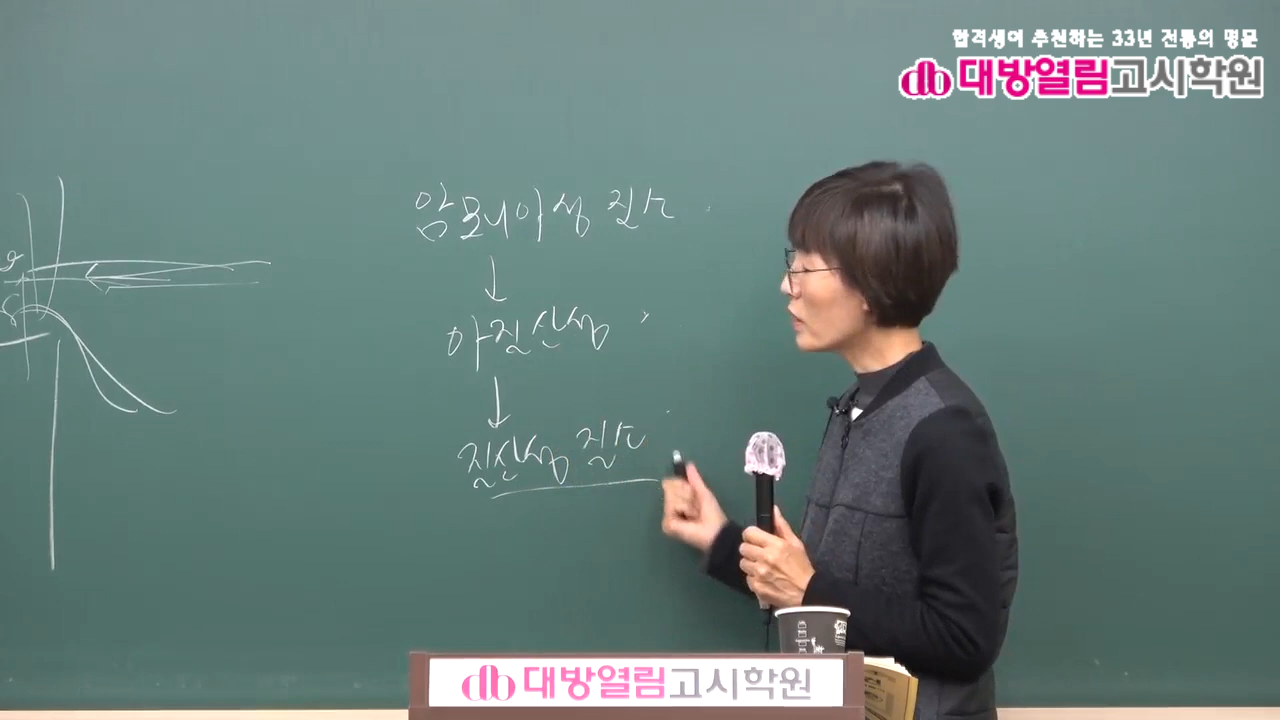 합격생이 추천하는 33년 전통의 명문
대방열림고시학원
암모니아성 질소
↓
아질산성
↓
질산성 질소
대방열림고시학원